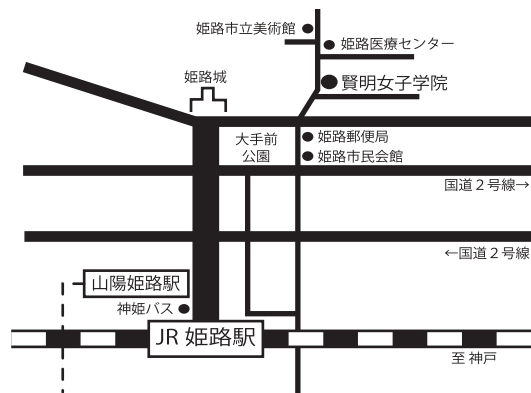 姫路市立美術館
姫路医療センター
姫路城
賢明女子学院
大手前
公園
姫路郵便局
姫路市民会館
国道２号線→
←国道２号線
山陽姫路駅
神姫バス
JR 姫路駅
至 神戸